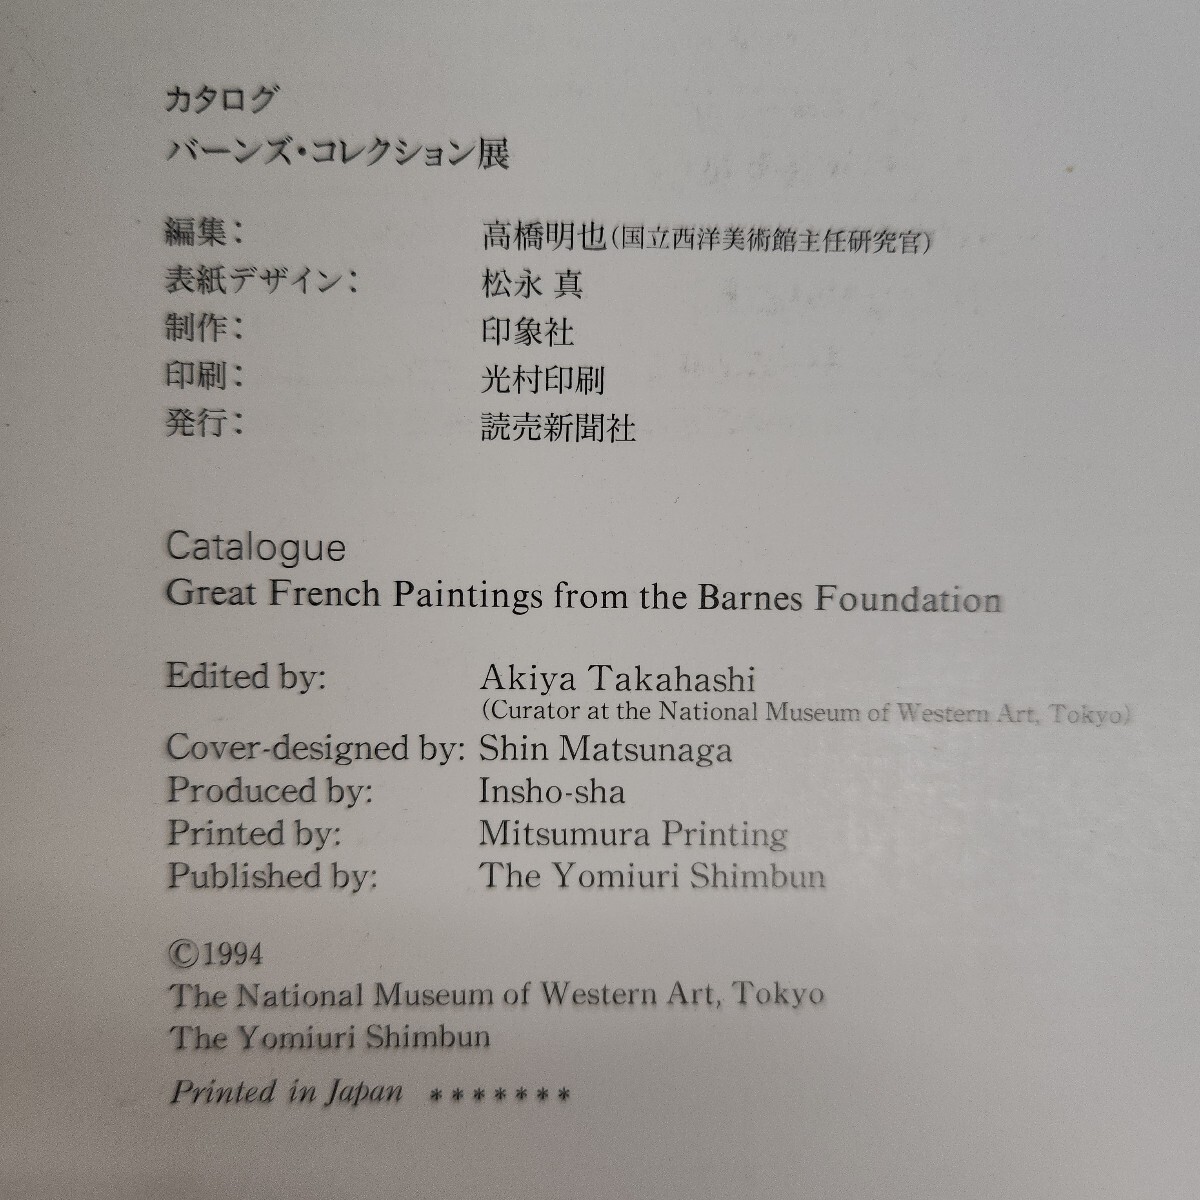 カタログ
バーンズ・コレクション展
編集: 高橋明也(国立西洋美術館主任研究官)
表紙デザイン: 松永 真
制作: 印象社
印刷: 光村印刷
発行: 読売新聞社
Catalogue
Great French Paintings from the Barnes Foundation
Edited by: Akiya Takahashi
(Curator at the National Museum of Western Art, Tokyo)
Cover-designed by: Shin Matsunaga
Produced by: Insho-sha
Printed by: Mitsumura Printing
Published by: The Yomiuri Shimbun
©1994
The National Museum of Western Art, Tokyo
The Yomiuri Shimbun
Printed in Japan *******